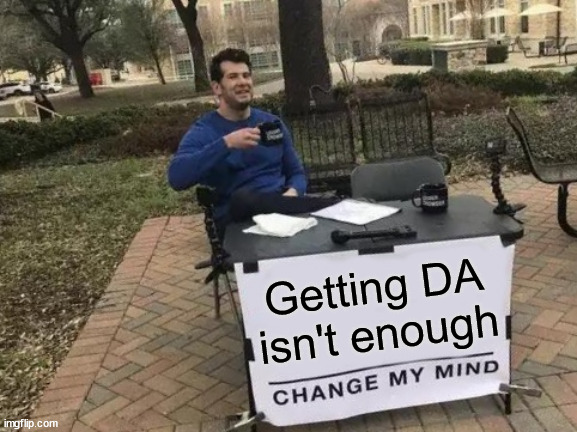 Getting DA
isn't enough
CHANGE MY MIND
imgflip.com